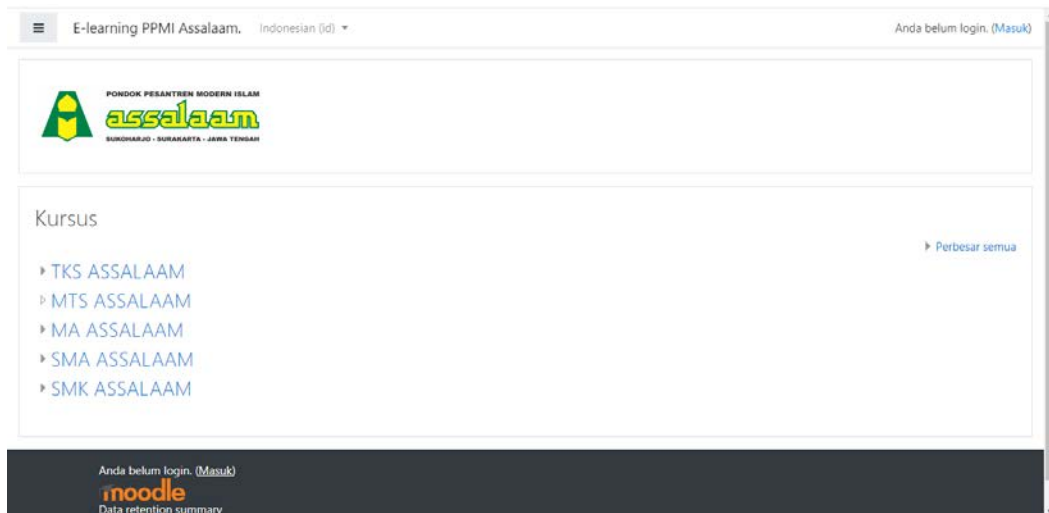 E-learning PPMI Assalaam. Indonesian (id) Anda belum login. (Masuk)
PONDOK PESANTREN MODERN ISLAM
assalaam
SUKOHARJO - SURAKARTA - JAWA TENGAH
Kursus
Perbesar semua
TKS ASSALAAM
MTS ASSALAAM
MA ASSALAAM
SMA ASSALAAM
SMK ASSALAAM
Anda belum login. (Masuk)
moodle
Data retention summary